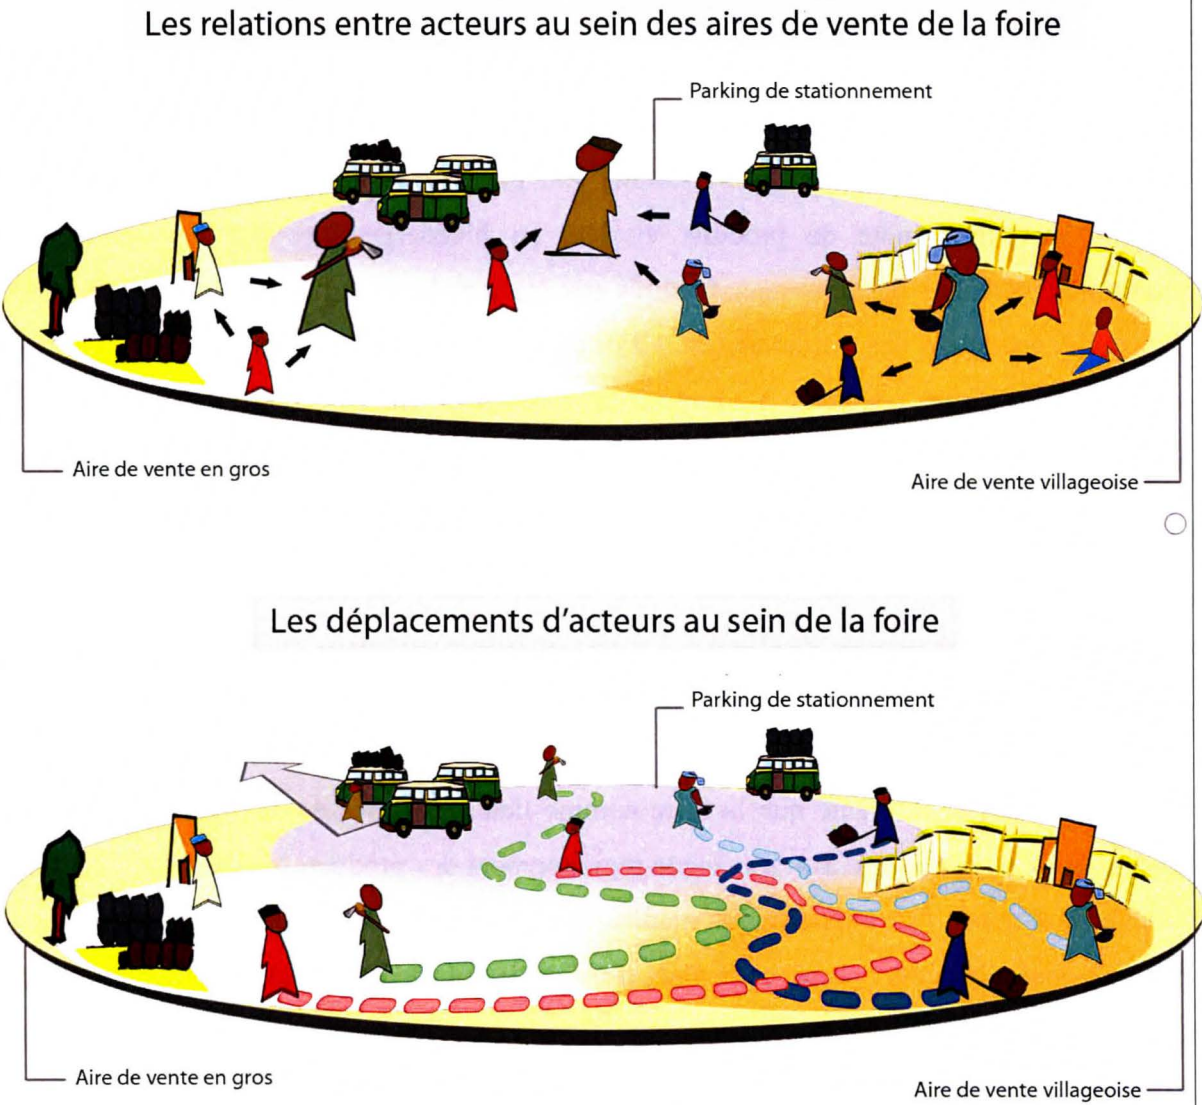 Les relations entre acteurs au sein des aires de vente de la foire
Parking de stationnement
Aire de vente en gros
Aire de vente villageoise
Les déplacements d'acteurs au sein de la foire
Parking de stationnement
Aire de vente en gros
Aire de vente villageoise